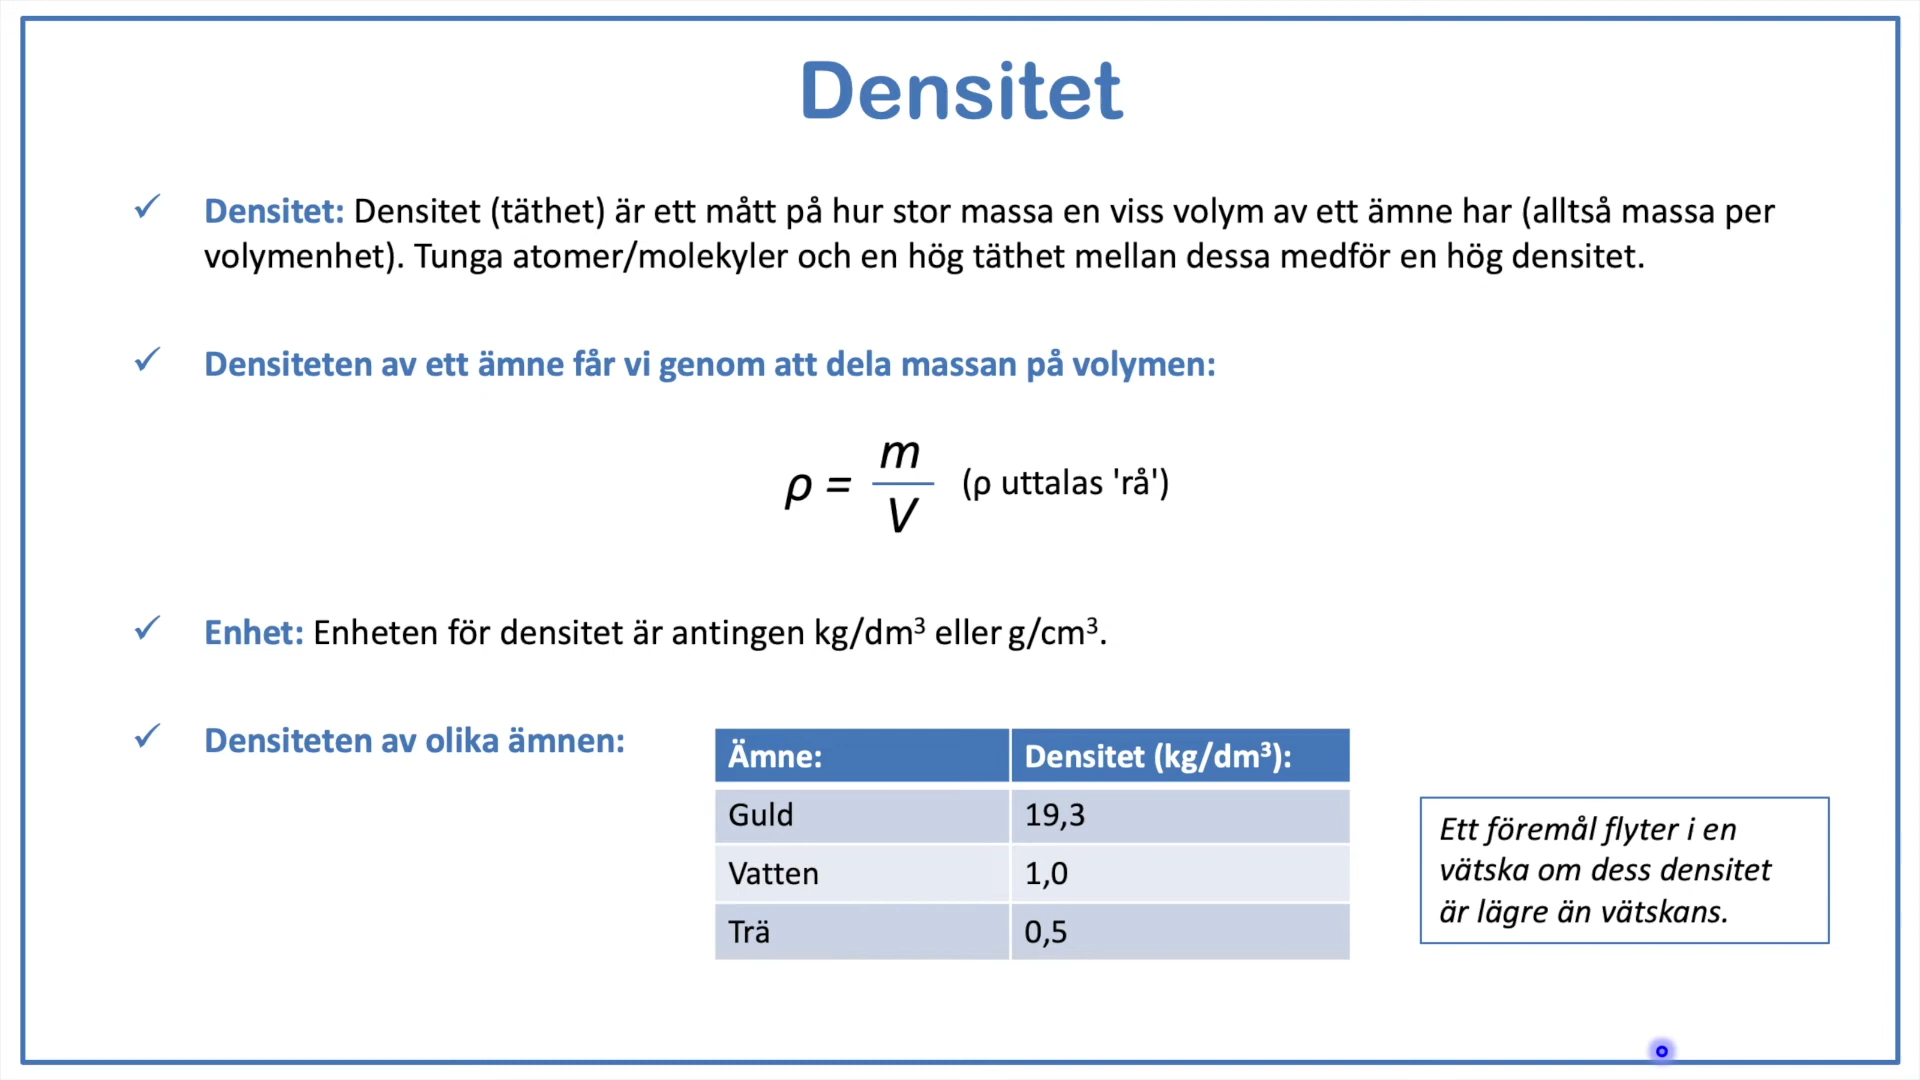 Densitet
✓ Densitet: Densitet (täthet) är ett mått på hur stor massa en viss volym av ett ämne har (alltså massa per
volymenhet). Tunga atomer/molekyler och en hög täthet mellan dessa medför en hög densitet.
✓ Densiteten av ett ämne får vi genom att dela massan på volymen:
ρ = m/V (ρ uttalas 'rå')
✓ Enhet: Enheten för densitet är antingen kg/dm³ eller g/cm³.
✓ Densiteten av olika ämnen:
Ämne: Densitet (kg/dm³):
Guld 19,3
Vatten 1,0
Trä 0,5
Ett föremål flyter i en
vätska om dess densitet
är lägre än vätskans.